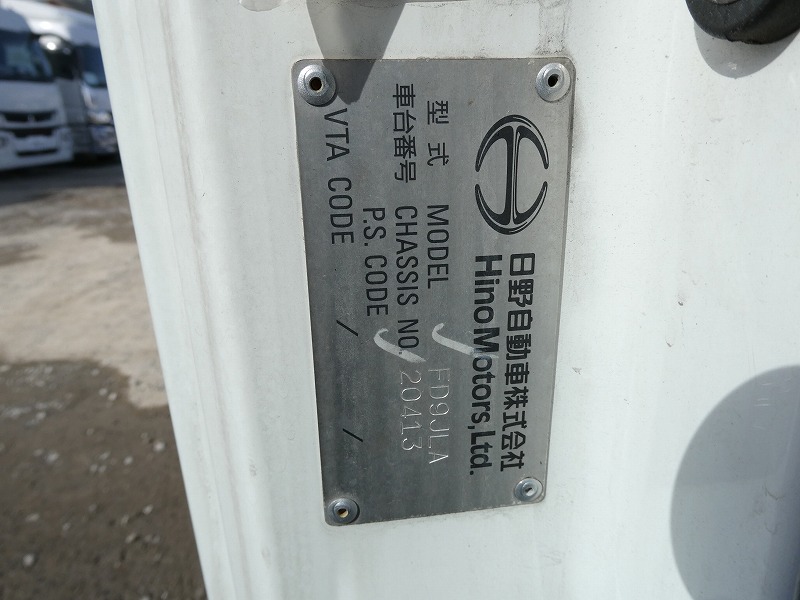 日野自動車株式会社
Hino Motors,Ltd.
型式 MODEL FD9JLA
車台番号 CHASSIS NO. 20413
P.S. CODE
VTA CODE / /